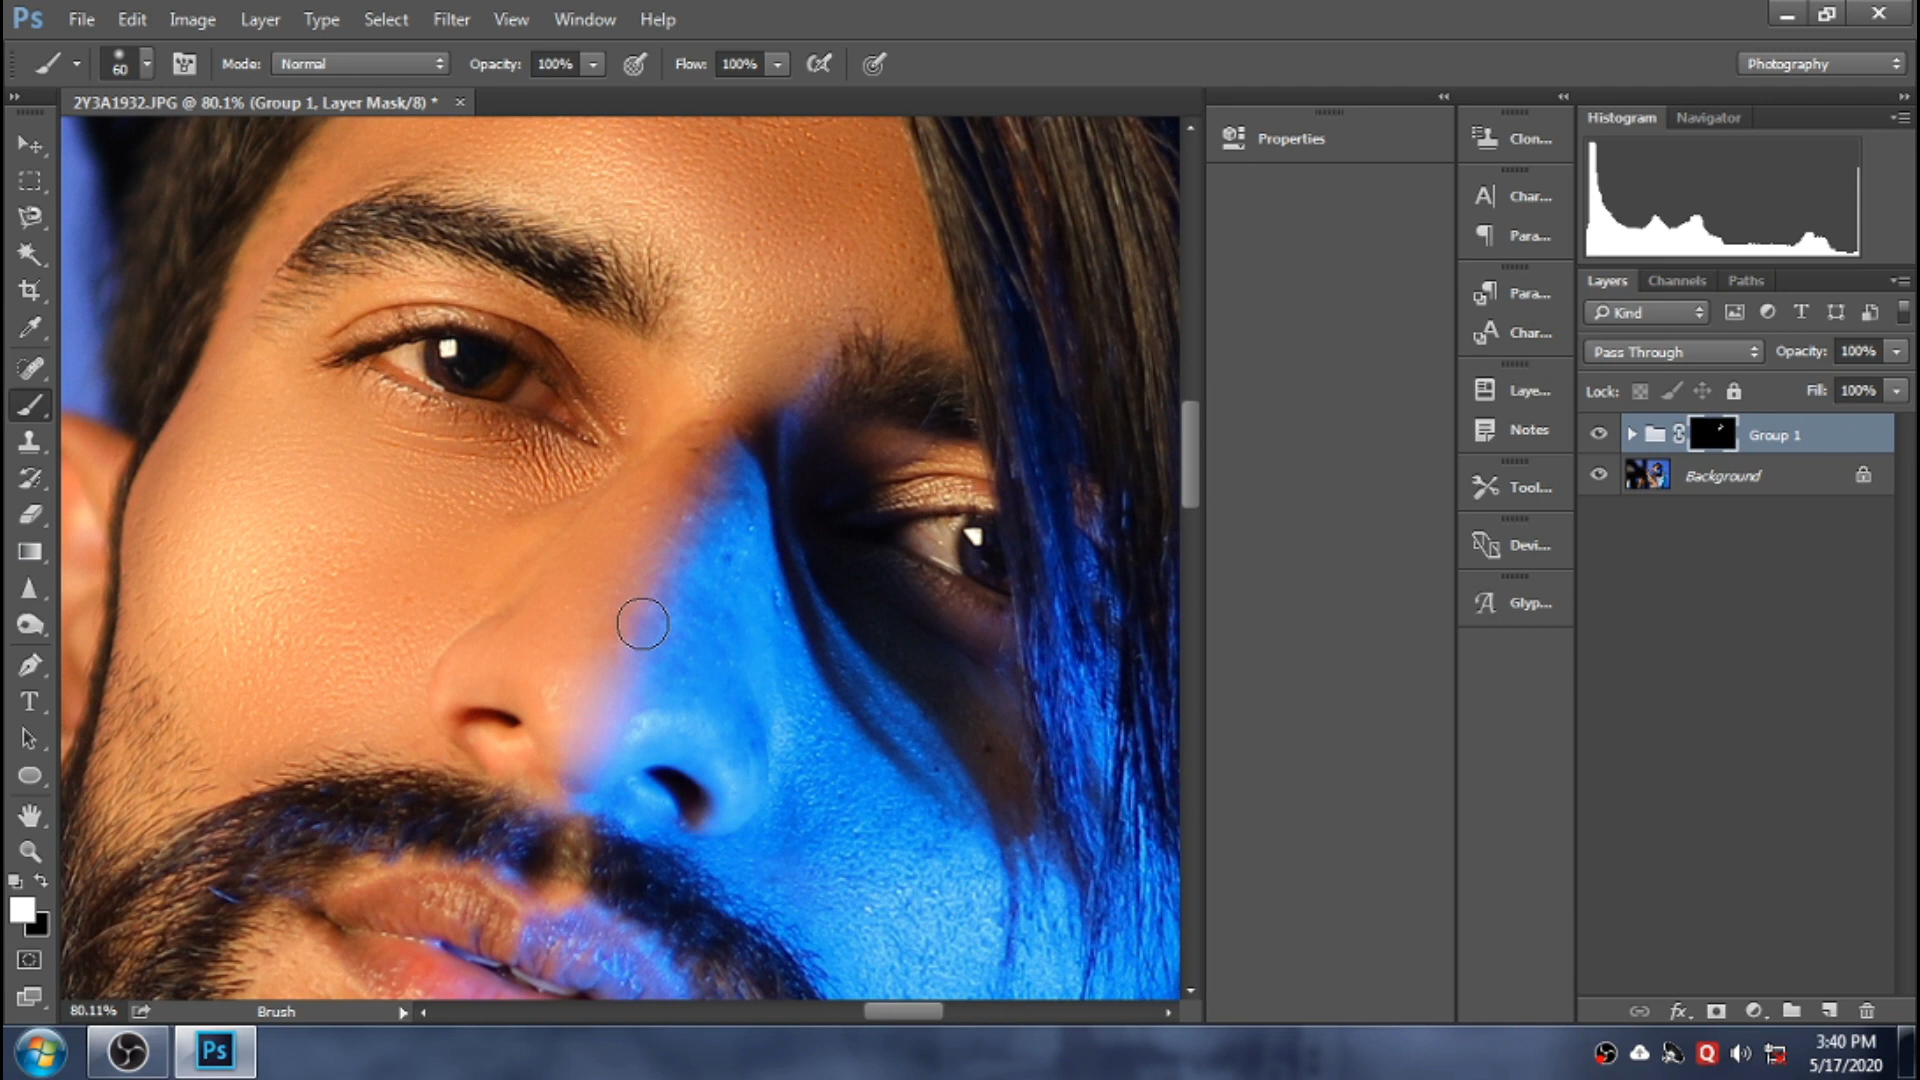 Ps File Edit Image Layer Type Select Filter View Window Help
60 Mode: Normal Opacity: 100% Flow: 100% Photography
2Y3A1932.JPG @ 80.1% (Group 1, Layer Mask/8) * ×
Properties
Clon...
Char...
Para...
Para...
Char...
Laye...
Notes
Tool...
Devi...
Glyp...
Histogram Navigator
Layers Channels Paths
Kind
Pass Through Opacity: 100%
Lock: Fill: 100%
Group 1
Background
80.11% Brush
Ps
3:40 PM
5/17/2020